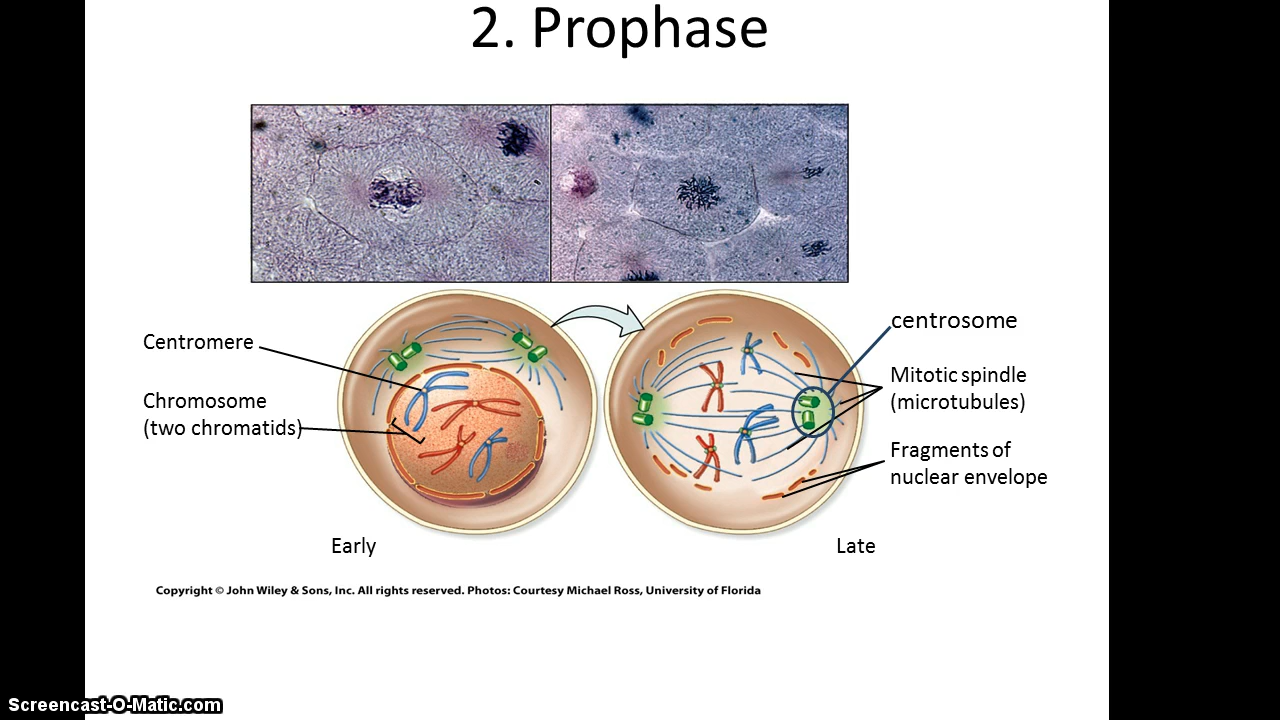 2. Prophase
Centromere
Chromosome
(two chromatids)
centrosome
Mitotic spindle
(microtubules)
Fragments of
nuclear envelope
Early
Late
Copyright © John Wiley & Sons, Inc. All rights reserved. Photos: Courtesy Michael Ross, University of Florida
Screencast-O-Matic.com